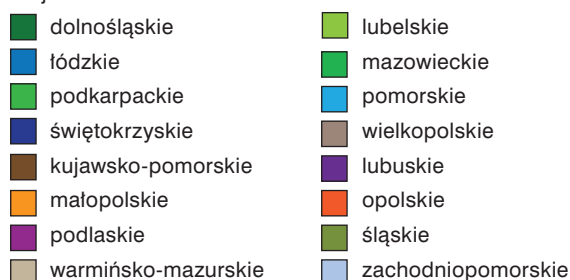 dolnośląskie
łódzkie
podkarpackie
świętokrzyskie
kujawsko-pomorskie
małopolskie
podlaskie
warmińsko-mazurskie
lubelskie
mazowieckie
pomorskie
wielkopolskie
lubuskie
opolskie
śląskie
zachodniopomorskie